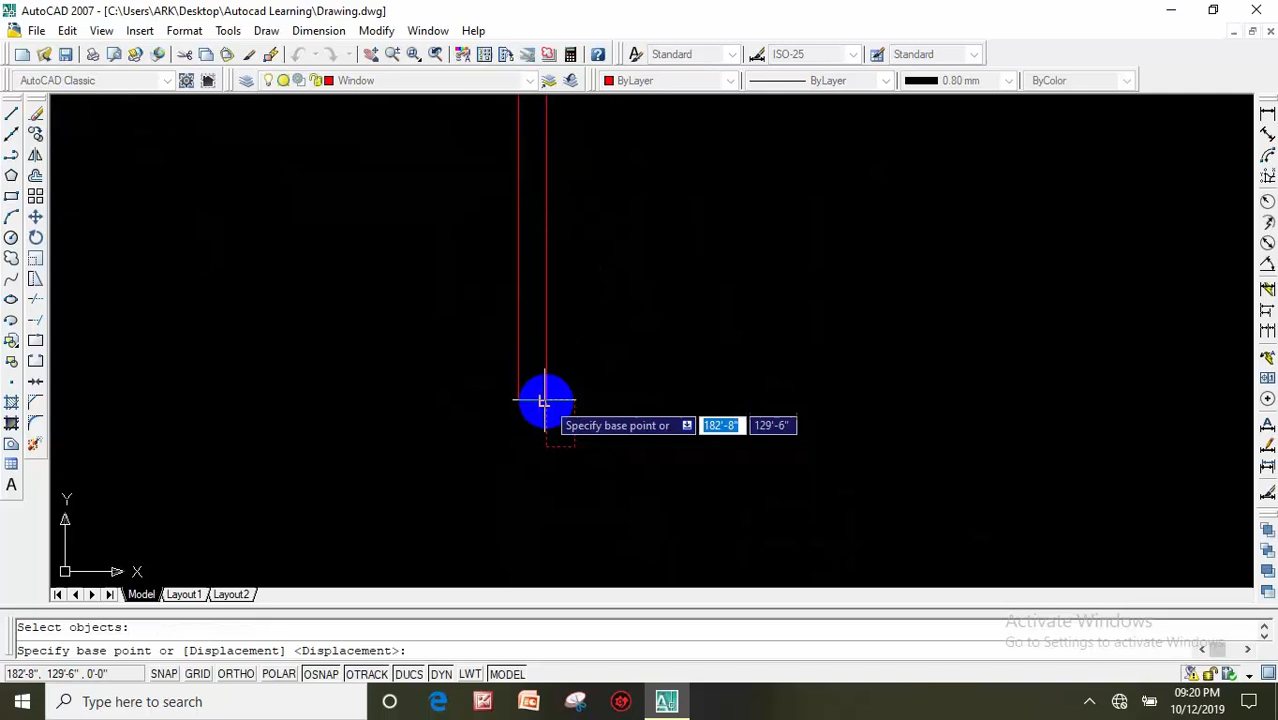 AutoCAD 2007 - [C:\Users\ARK\Desktop\Autocad Learning\Drawing.dwg]
File Edit View Insert Format Tools Draw Dimension Modify Window Help
Standard ISO-25 Standard
AutoCAD Classic Window ByLayer ByLayer 0.80 mm ByColor
Specify base point or 182'-8" 129'-6"
Y
X
A
Model Layout1 Layout2
Select objects:
Specify base point or [Displacement] <Displacement>:
Activate Windows
Go to Settings to activate Windows.
182'-8", 129'-6", 0'-0" SNAP GRID ORTHO POLAR OSNAP OTRACK DUCS DYN LWT MODEL
Type here to search
09:20 PM
10/12/2019